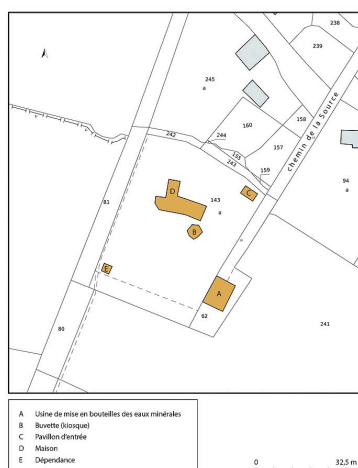 238
239
245
a
160
158
242
244
157
155
243
159
chemin de la Source
94
a
D
143
a
C
81
B
E
A
62
80
241
A Usine de mise en bouteilles des eaux minérales
B Buvette (kiosque)
C Pavillon d'entrée
D Maison
E Dépendance
0 32,5 m